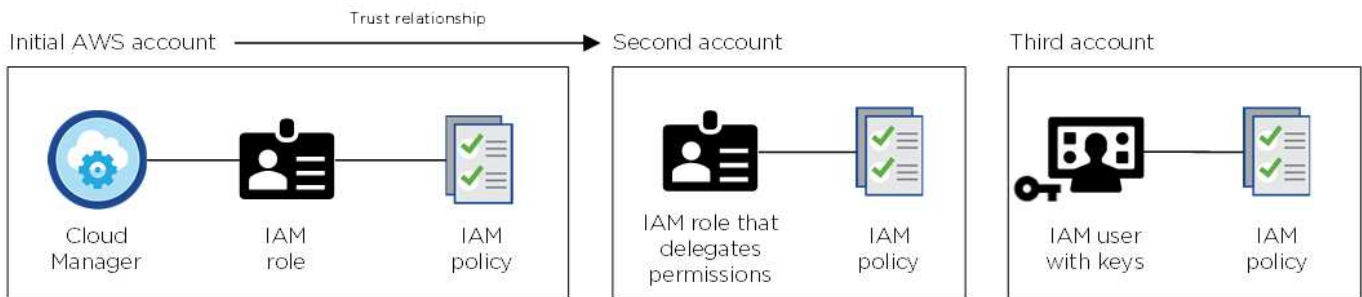 Trust relationship
Initial AWS account
Second account
Third account
Cloud
Manager
IAM
role
IAM
policy
IAM role that
delegates
permissions
IAM
policy
IAM user
with keys
IAM
policy